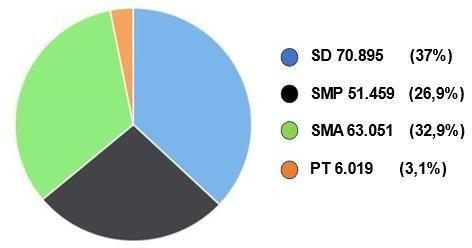 SD 70.895 (37%)
SMP 51.459 (26,9%)
SMA 63.051 (32,9%)
PT 6.019 (3,1%)